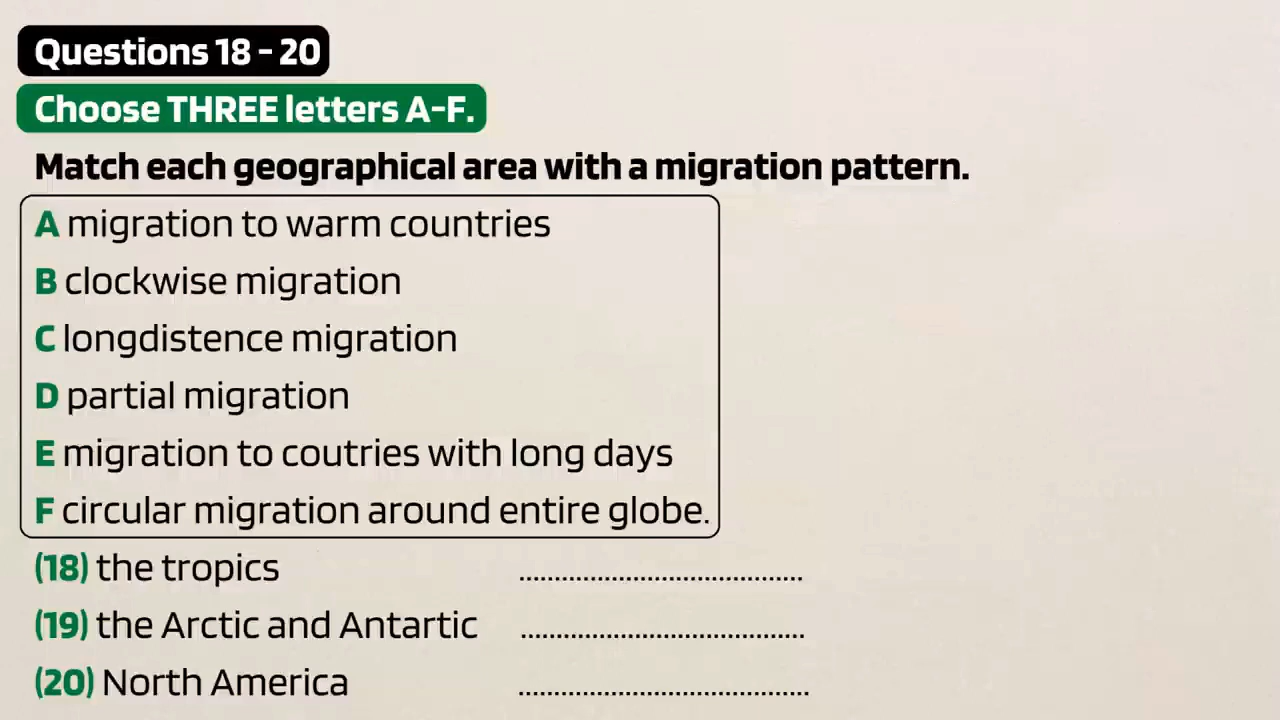 Questions 18 - 20
Choose THREE letters A-F.
Match each geographical area with a migration pattern.
A migration to warm countries
B clockwise migration
C longdistence migration
D partial migration
E migration to coutries with long days
F circular migration around entire globe.
(18) the tropics ........................................
(19) the Arctic and Antartic ........................................
(20) North America .........................................